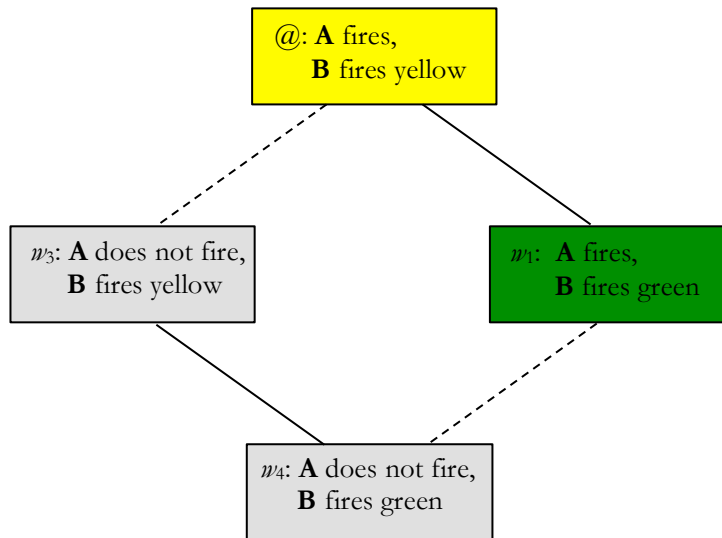 @: A fires,
B fires yellow
w₃: A does not fire,
B fires yellow
w₁: A fires,
B fires green
w₄: A does not fire,
B fires green